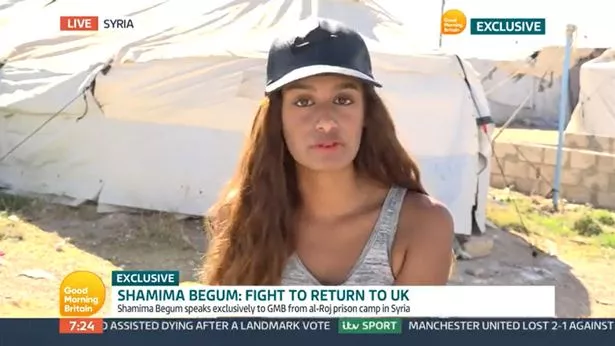 LIVE SYRIA
Good Morning Britain EXCLUSIVE
Good Morning Britain
EXCLUSIVE
SHAMIMA BEGUM: FIGHT TO RETURN TO UK
Shamima Begum speaks exclusively to GMB from al-Roj prison camp in Syria
7:24 ASSISTED DYING AFTER A LANDMARK VOTE itv SPORT MANCHESTER UNITED LOST 2-1 AGAINST